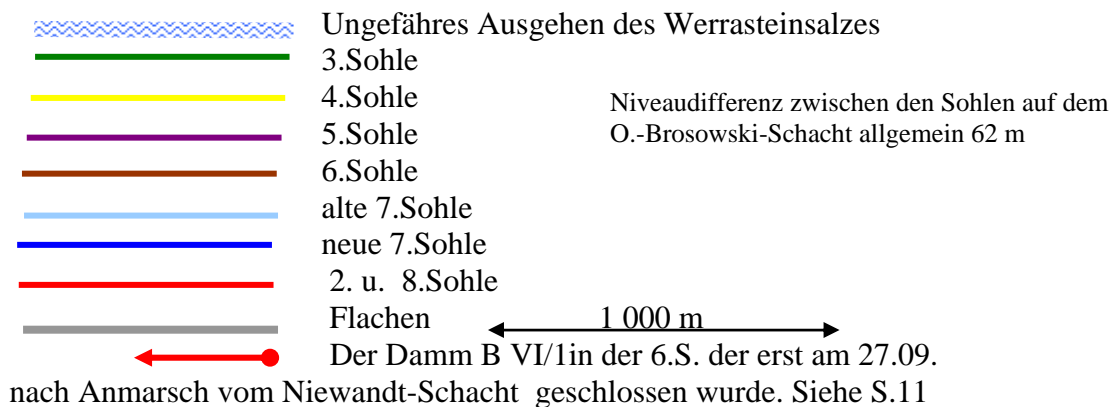 Ungefähres Ausgehen des Werrasteinsalzes
3.Sohle
4.Sohle
Niveaudifferenz zwischen den Sohlen auf dem
O.-Brosowski-Schacht allgemein 62 m
5.Sohle
6.Sohle
alte 7.Sohle
neue 7.Sohle
2. u. 8.Sohle
Flachen 1 000 m
Der Damm B VI/1in der 6.S. der erst am 27.09.
nach Anmarsch vom Niewandt-Schacht geschlossen wurde. Siehe S.11